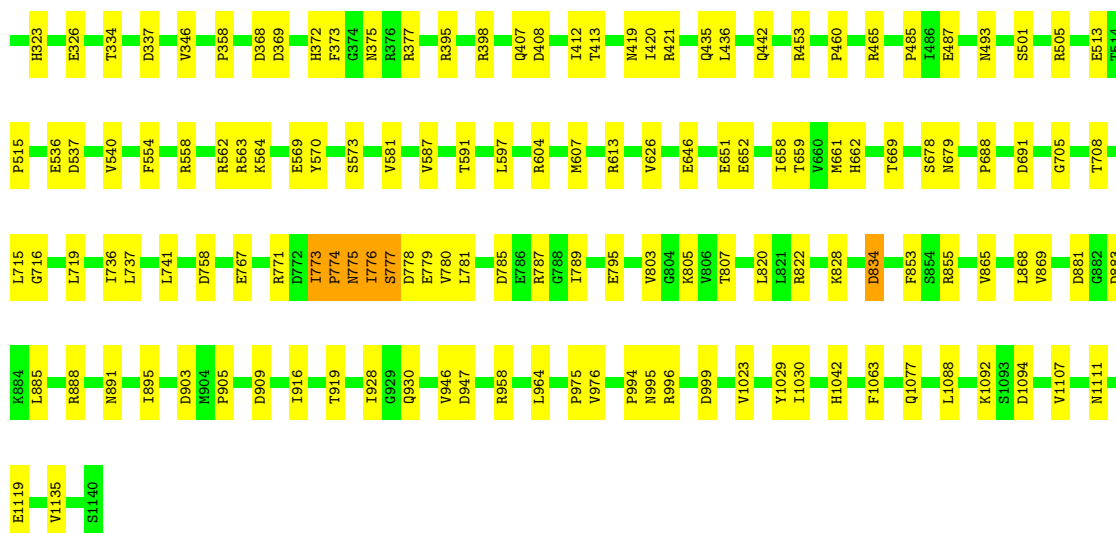 H323 E326 T334 D337 V346 P358 D368 D369 H372 F373 G374 N375 R376 R377 R395 R398 Q407 D408 I412 T413 N419 I420 R421 Q435 L436 Q442 R453 P460 R465 P485 I486 E487 N493 S501 R505 E513 T514
P515 E536 D537 V540 F554 R558 R562 R563 K564 E569 Y570 S573 V581 V587 T591 L597 R604 M607 R613 V626 E646 E651 E652 I658 T659 V660 M661 H662 T669 S678 N679 P688 D691 G705 T708
L715 G716 L719 I736 L737 L741 D758 E767 R771 D772 I773 P774 N775 I776 S777 D778 E779 V780 L781 D785 E786 R787 G788 I789 E795 V803 G804 K805 V806 T807 L820 L821 R822 K828 D834 F853 S854 R855 V865 L868 V869 D881 G882 D883
K884 L885 R888 N891 I895 D903 M904 P905 D909 I916 T919 I928 G929 Q930 V946 D947 R958 L964 P975 V976 P994 N995 R996 D999 V1023 Y1029 I1030 H1042 F1063 Q1077 L1088 K1092 S1093 D1094 V1107 N1111
E1119 V1135 S1140